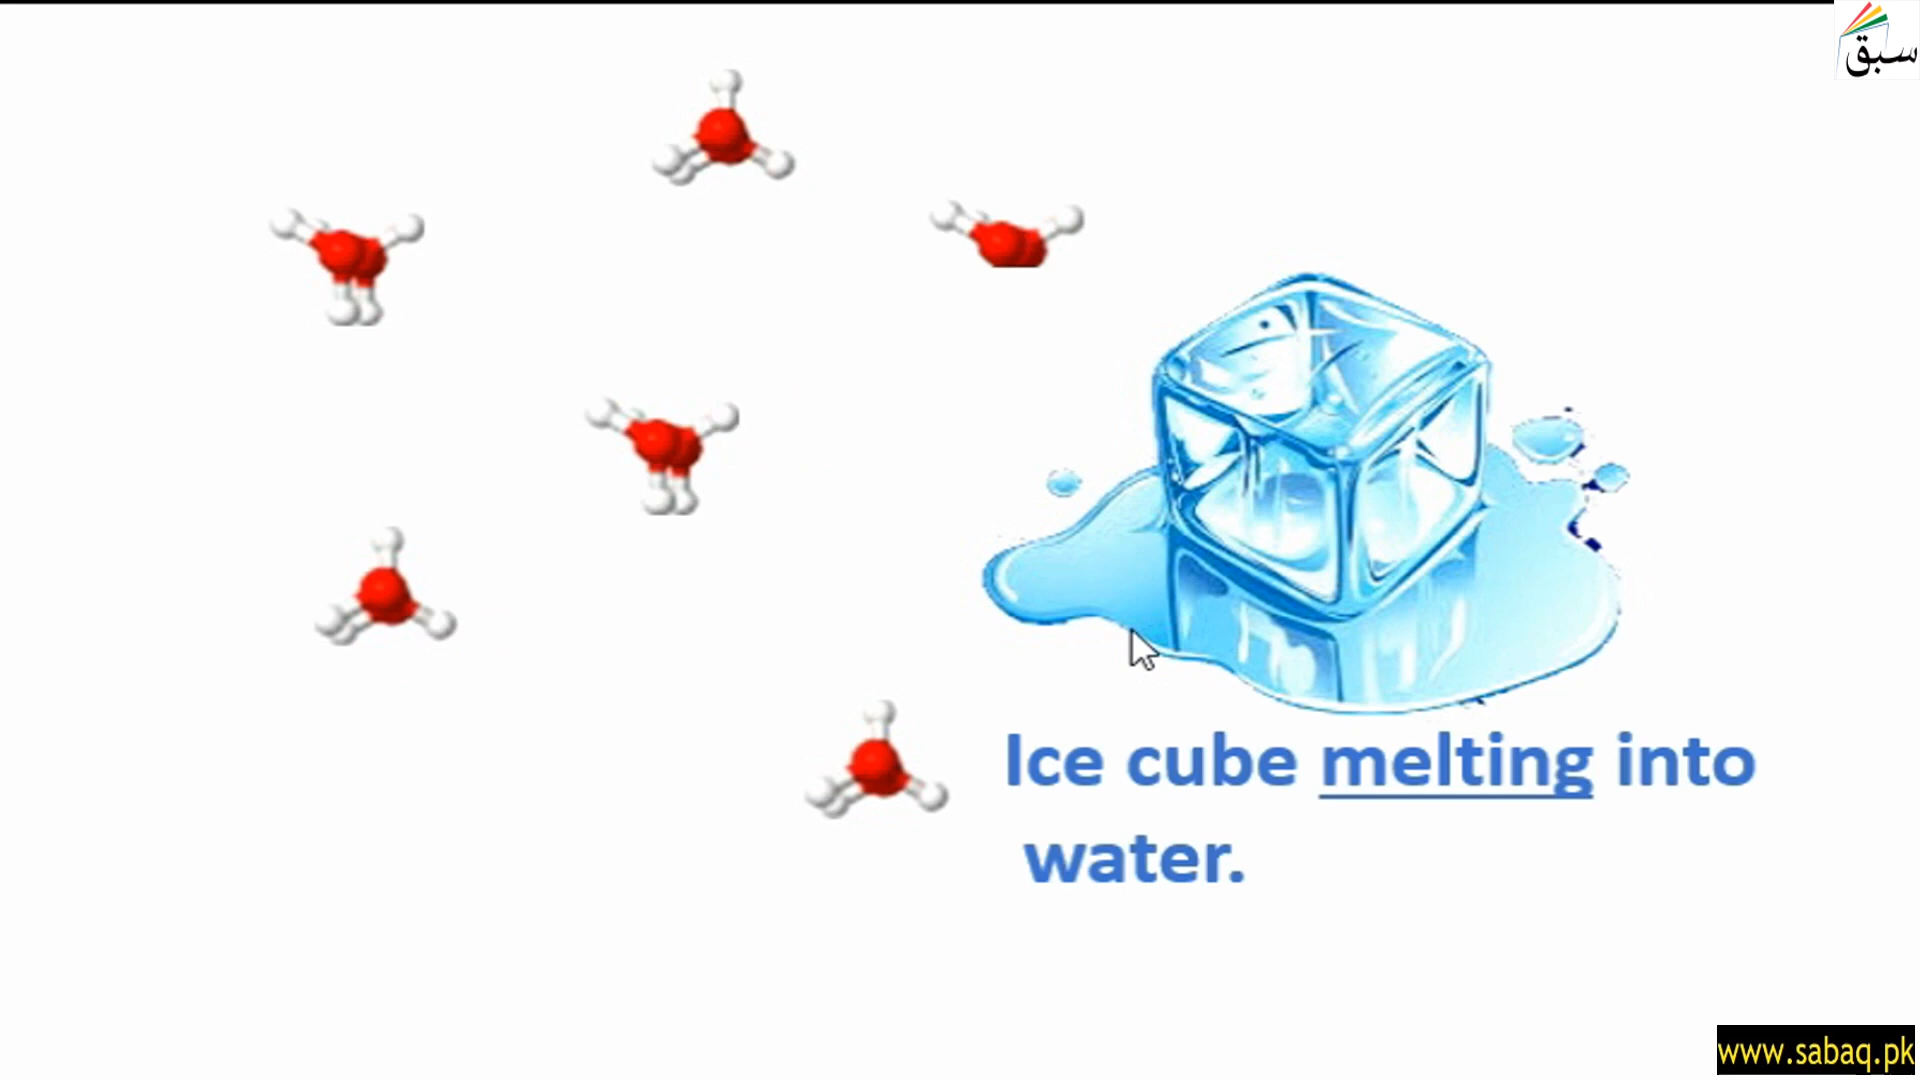 سبق
Ice cube melting into
water.
www.sabaq.pk